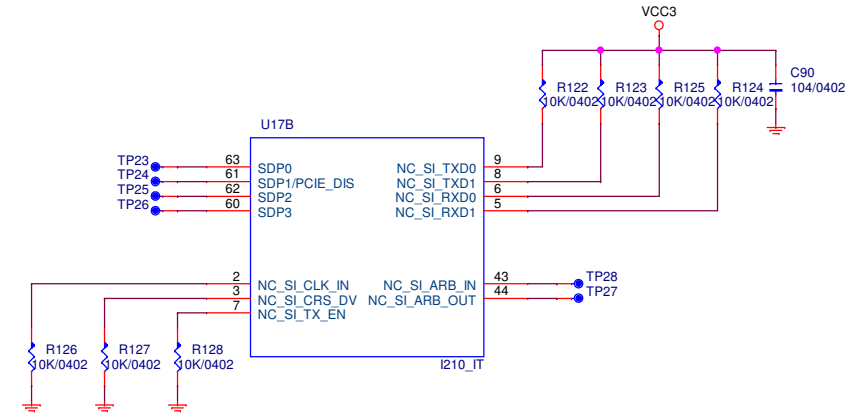 VCC3
R122
10K/0402
R123
10K/0402
R125
10K/0402
R124
10K/0402
C90
104/0402
U17B
TP23
63
SDP0
NC_SI_TXD0
9
TP24
61
SDP1/PCIE_DIS
NC_SI_TXD1
8
TP25
62
SDP2
NC_SI_RXD0
6
TP26
60
SDP3
NC_SI_RXD1
5
2
NC_SI_CLK_IN
NC_SI_ARB_IN
43
TP28
3
NC_SI_CRS_DV
NC_SI_ARB_OUT
44
TP27
7
NC_SI_TX_EN
R126
10K/0402
R127
10K/0402
R128
10K/0402
I210_IT